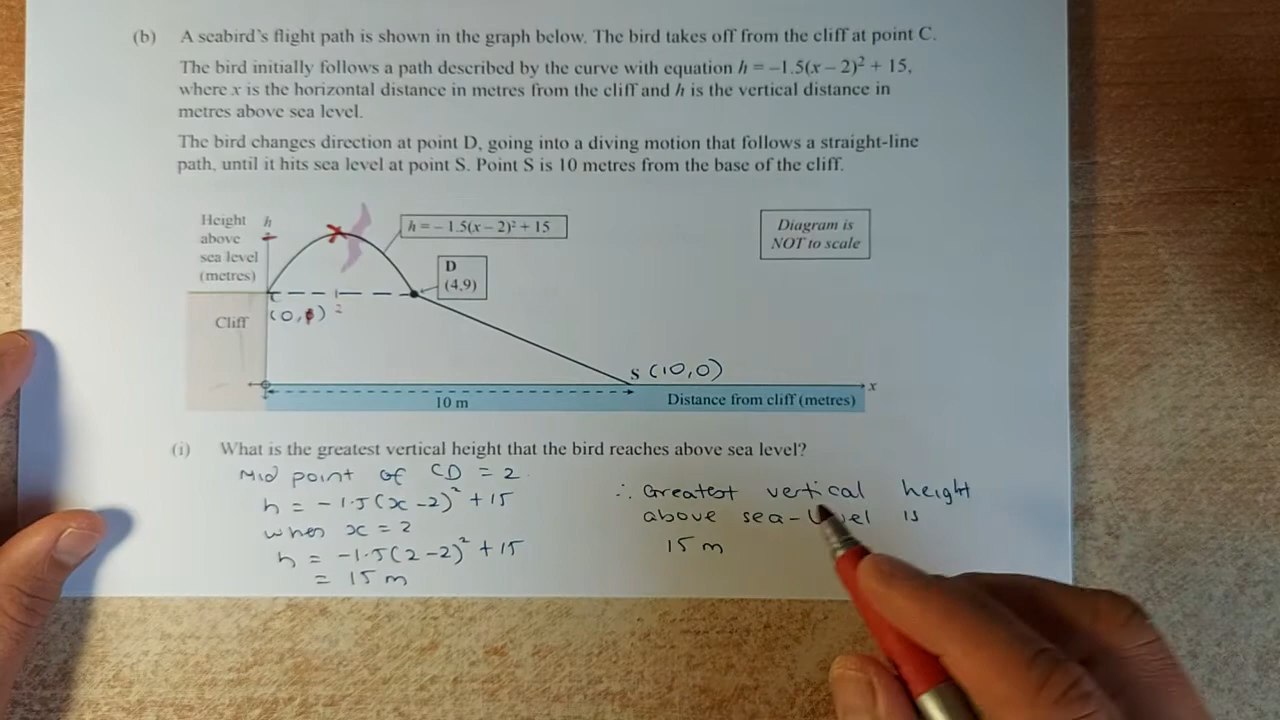 (b) A seabird's flight path is shown in the graph below. The bird takes off from the cliff at point C.
The bird initially follows a path described by the curve with equation h = −1.5(x − 2)² + 15,
where x is the horizontal distance in metres from the cliff and h is the vertical distance in
metres above sea level.
The bird changes direction at point D, going into a diving motion that follows a straight-line
path, until it hits sea level at point S. Point S is 10 metres from the base of the cliff.
Height h
above
sea level
(metres)
h = − 1.5(x − 2)² + 15
Diagram is
NOT to scale
D
(4,9)
C
Cliff
2
S (10,0)
x
10 m
Distance from cliff (metres)
(i) What is the greatest vertical height that the bird reaches above sea level?
Mid point of CD = 2
h = -1.5(x-2)² + 15
when x = 2
h = -1.5(2-2)² + 15
= 15 m
∴ Greatest vertical height
above sea-level is
15 m